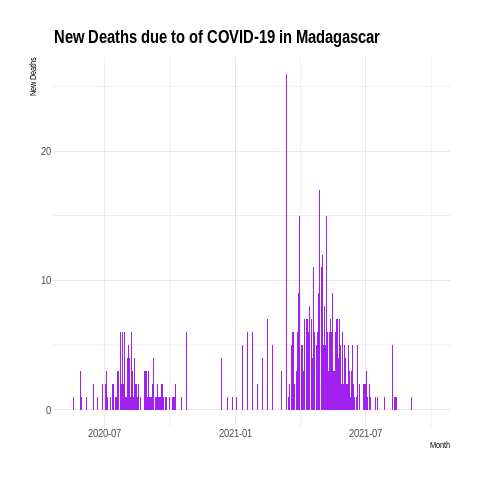 New Deaths due to of COVID-19 in Madagascar
New Deaths
20
10
0
2020-07 2021-01 2021-07
Month